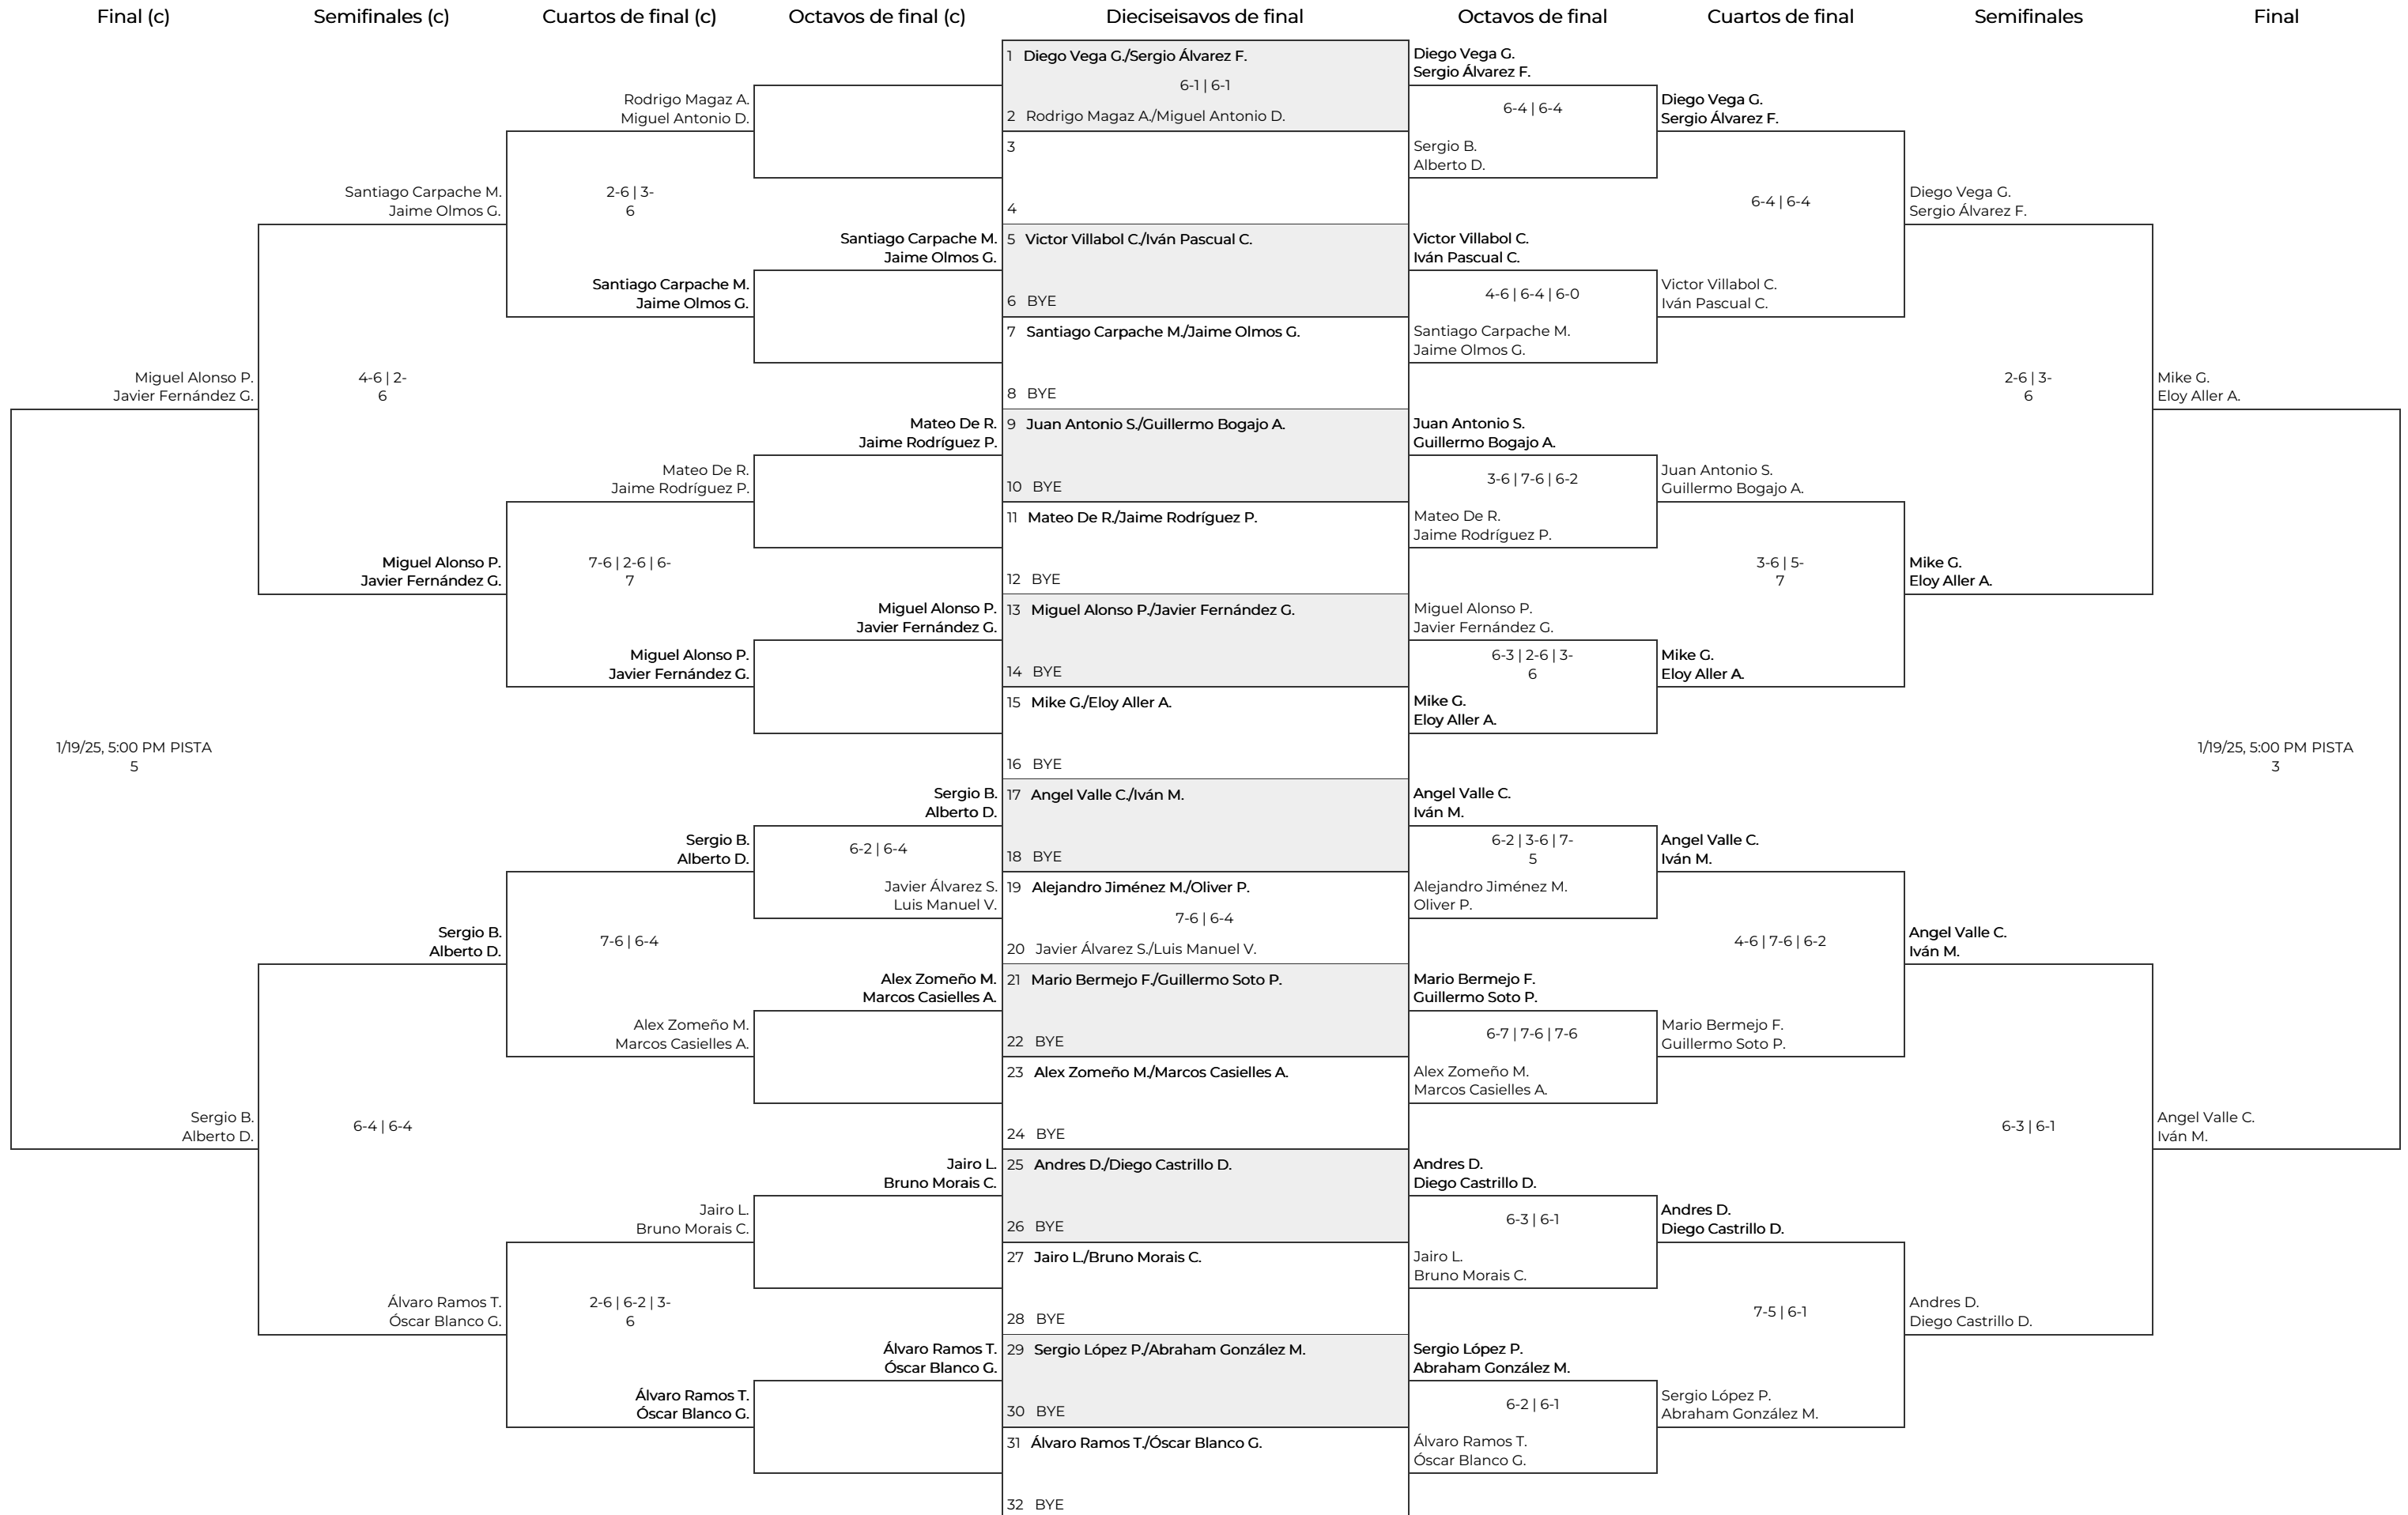 Final (c)
Semifinales (c)
Cuartos de final (c)
Octavos de final (c)
Dieciseisavos de final
Octavos de final
Cuartos de final
Semifinales
Final
Miguel Alonso P.
Javier Fernández G.
1/19/25, 5:00 PM PISTA
5
Sergio B.
Alberto D.
Santiago Carpache M.
Jaime Olmos G.
4-6 | 2-
6
Miguel Alonso P.
Javier Fernández G.
Sergio B.
Alberto D.
6-4 | 6-4
Álvaro Ramos T.
Óscar Blanco G.
Rodrigo Magaz A.
Miguel Antonio D.
2-6 | 3-
6
Santiago Carpache M.
Jaime Olmos G.
Mateo De R.
Jaime Rodríguez P.
7-6 | 2-6 | 6-
7
Miguel Alonso P.
Javier Fernández G.
Sergio B.
Alberto D.
7-6 | 6-4
Alex Zomeño M.
Marcos Casielles A.
Jairo L.
Bruno Morais C.
2-6 | 6-2 | 3-
6
Álvaro Ramos T.
Óscar Blanco G.
Santiago Carpache M.
Jaime Olmos G.
Mateo De R.
Jaime Rodríguez P.
Miguel Alonso P.
Javier Fernández G.
Sergio B.
Alberto D.
6-2 | 6-4
Javier Álvarez S.
Luis Manuel V.
Alex Zomeño M.
Marcos Casielles A.
Jairo L.
Bruno Morais C.
Álvaro Ramos T.
Óscar Blanco G.
1 Diego Vega G./Sergio Álvarez F.
6-1 | 6-1
2 Rodrigo Magaz A./Miguel Antonio D.
3
4
5 Victor Villabol C./Iván Pascual C.
6 BYE
7 Santiago Carpache M./Jaime Olmos G.
8 BYE
9 Juan Antonio S./Guillermo Bogajo A.
10 BYE
11 Mateo De R./Jaime Rodríguez P.
12 BYE
13 Miguel Alonso P./Javier Fernández G.
14 BYE
15 Mike G./Eloy Aller A.
16 BYE
17 Angel Valle C./Iván M.
18 BYE
19 Alejandro Jiménez M./Oliver P.
7-6 | 6-4
20 Javier Álvarez S./Luis Manuel V.
21 Mario Bermejo F./Guillermo Soto P.
22 BYE
23 Alex Zomeño M./Marcos Casielles A.
24 BYE
25 Andres D./Diego Castrillo D.
26 BYE
27 Jairo L./Bruno Morais C.
28 BYE
29 Sergio López P./Abraham González M.
30 BYE
31 Álvaro Ramos T./Óscar Blanco G.
32 BYE
Diego Vega G.
Sergio Álvarez F.
6-4 | 6-4
Sergio B.
Alberto D.
Victor Villabol C.
Iván Pascual C.
4-6 | 6-4 | 6-0
Santiago Carpache M.
Jaime Olmos G.
Juan Antonio S.
Guillermo Bogajo A.
3-6 | 7-6 | 6-2
Mateo De R.
Jaime Rodríguez P.
Miguel Alonso P.
Javier Fernández G.
6-3 | 2-6 | 3-
6
Mike G.
Eloy Aller A.
Angel Valle C.
Iván M.
6-2 | 3-6 | 7-
5
Alejandro Jiménez M.
Oliver P.
Mario Bermejo F.
Guillermo Soto P.
6-7 | 7-6 | 7-6
Alex Zomeño M.
Marcos Casielles A.
Andres D.
Diego Castrillo D.
6-3 | 6-1
Jairo L.
Bruno Morais C.
Sergio López P.
Abraham González M.
6-2 | 6-1
Álvaro Ramos T.
Óscar Blanco G.
Diego Vega G.
Sergio Álvarez F.
6-4 | 6-4
Victor Villabol C.
Iván Pascual C.
Juan Antonio S.
Guillermo Bogajo A.
3-6 | 5-
7
Mike G.
Eloy Aller A.
Angel Valle C.
Iván M.
4-6 | 7-6 | 6-2
Mario Bermejo F.
Guillermo Soto P.
Andres D.
Diego Castrillo D.
7-5 | 6-1
Sergio López P.
Abraham González M.
Diego Vega G.
Sergio Álvarez F.
2-6 | 3-
6
Mike G.
Eloy Aller A.
Angel Valle C.
Iván M.
6-3 | 6-1
Andres D.
Diego Castrillo D.
Mike G.
Eloy Aller A.
1/19/25, 5:00 PM PISTA
3
Angel Valle C.
Iván M.